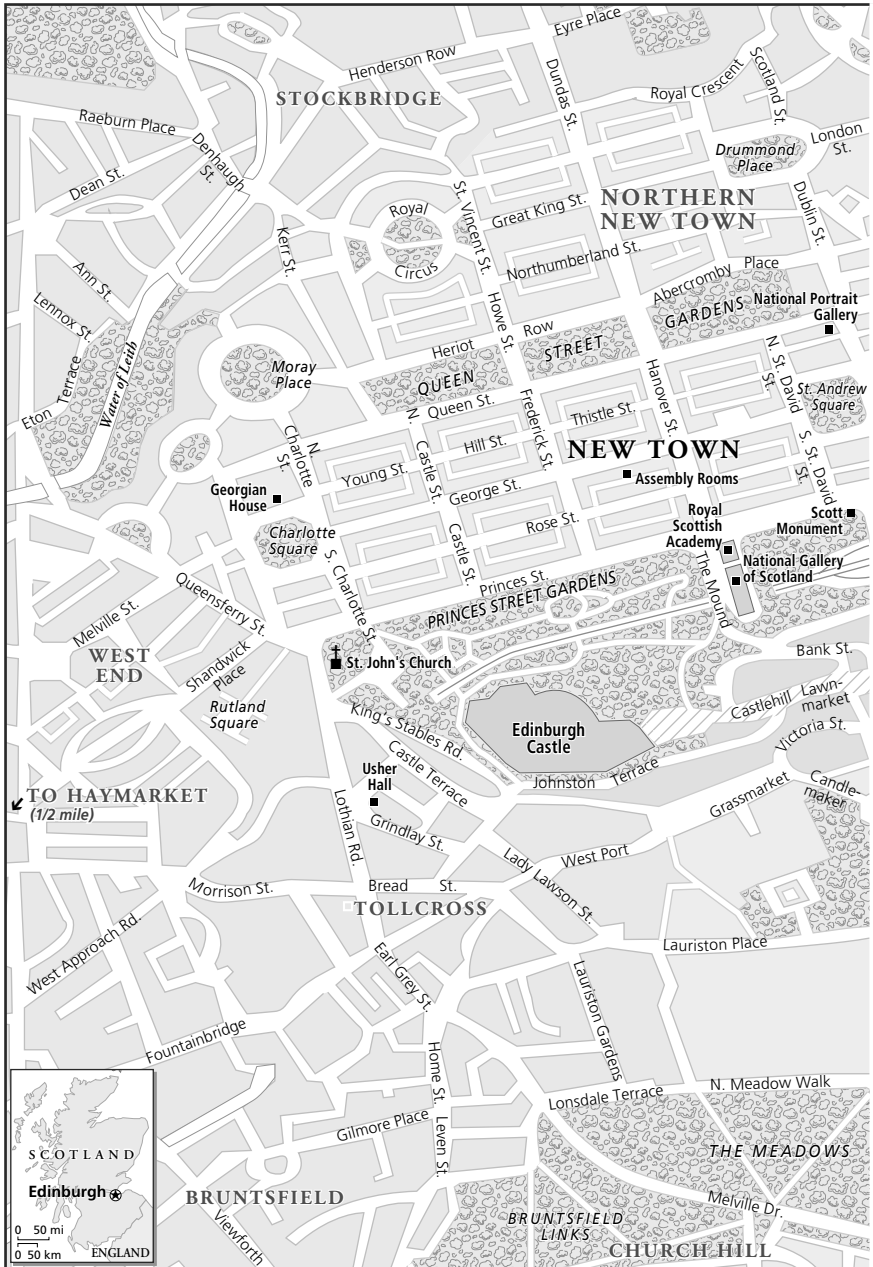 Eyre Place
Henderson Row
Dundas St.
Scotland St.
Royal Crescent
STOCKBRIDGE
Raeburn Place
Denhaugh
St.
London
St.
Drummond
Place
Dean St.
NORTHERN
NEW TOWN
Dublin St.
St. Vincent St.
Great King St.
Royal
Circus
Kerr St.
Northumberland St.
Ann St.
Abercromby Place
Lennox St.
Howe St.
GARDENS
National Portrait
Gallery
Water of Leith
Heriot Row
STREET
QUEEN
Moray
Place
Eton Terrace
Hanover St.
N. St. David
St.
St. Andrew
Square
Queen St.
Frederick St.
Thistle St.
N.
Charlotte
St.
N.
Castle St.
Hill St.
NEW TOWN
S. St. David
St.
Young St.
Assembly Rooms
Georgian
House
George St.
Royal
Scottish
Academy
Scott
Monument
Rose St.
Charlotte
Square
Castle St.
S. Charlotte St.
The Mound
National Gallery
of Scotland
Princes St.
PRINCES STREET GARDENS
Queensferry St.
Melville St.
WEST
END
Shandwick
Place
St. John's Church
Bank St.
Rutland
Square
Castlehill
Lawn-
market
King's Stables Rd.
Edinburgh
Castle
Victoria St.
Castle Terrace
Johnston Terrace
Usher
Hall
TO HAYMARKET
(1/2 mile)
Grassmarket
Candle-
maker
Lothian Rd.
Grindlay St.
West Port
Lady Lawson St.
Morrison St.
Bread St.
TOLLCROSS
West Approach Rd.
Lauriston Place
Earl Grey St.
Lauriston Gardens
Fountainbridge
Home St.
Lonsdale Terrace
N. Meadow Walk
Gilmore Place
Leven St.
THE MEADOWS
BRUNTSFIELD
Melville Dr.
Viewforth
BRUNTSFIELD
LINKS
CHURCH HILL
SCOTLAND
Edinburgh
0 50 mi
0 50 km
ENGLAND